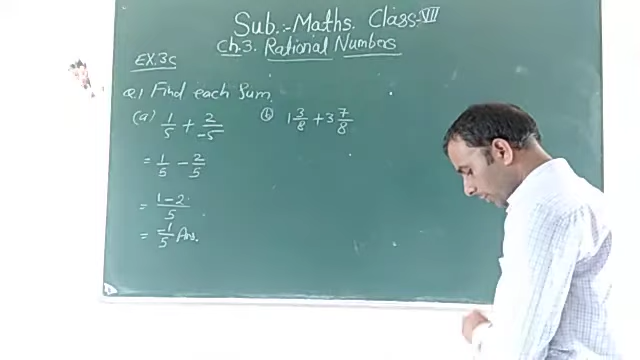 Sub.:- Maths. Class-VII
Ch.3. Rational Numbers
EX.3c
Q.1 Find each Sum.
(a) 1/5 + 2/-5
= 1/5 - 2/5
= 1-2/5
= -1/5 Ans.
(b) 1 3/8 + 3 7/8